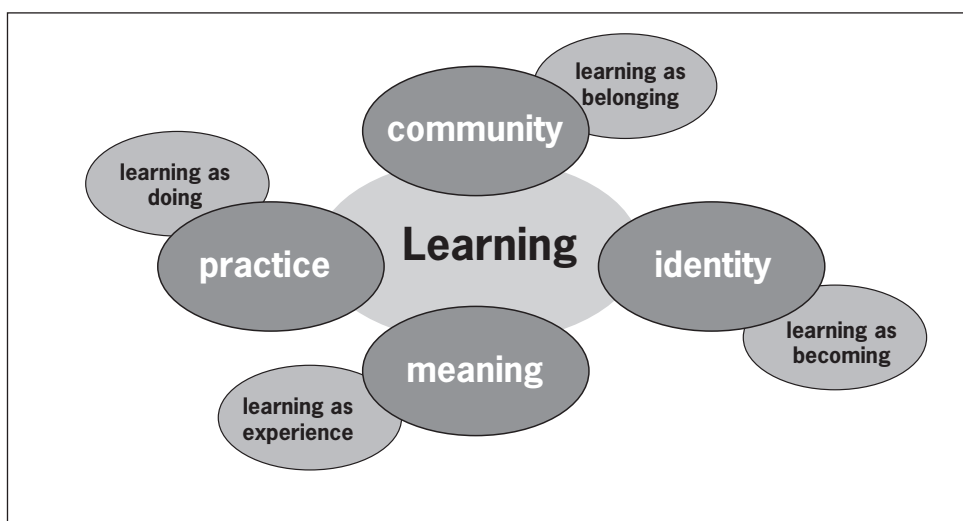 learning as
belonging
community
learning as
doing
Learning
practice
identity
learning as
becoming
meaning
learning as
experience